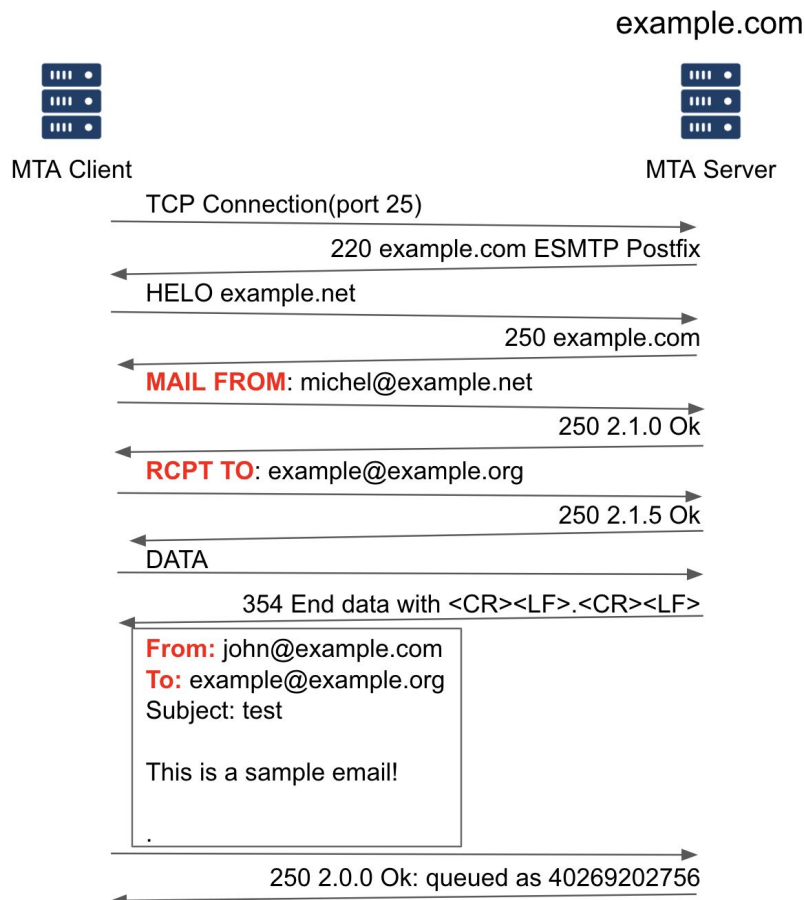 example.com
MTA Client
MTA Server
TCP Connection(port 25)
220 example.com ESMTP Postfix
HELO example.net
250 example.com
MAIL FROM: michel@example.net
250 2.1.0 Ok
RCPT TO: example@example.org
250 2.1.5 Ok
DATA
354 End data with <CR><LF>.<CR><LF>
From: john@example.com
To: example@example.org
Subject: test
This is a sample email!
.
250 2.0.0 Ok: queued as 40269202756